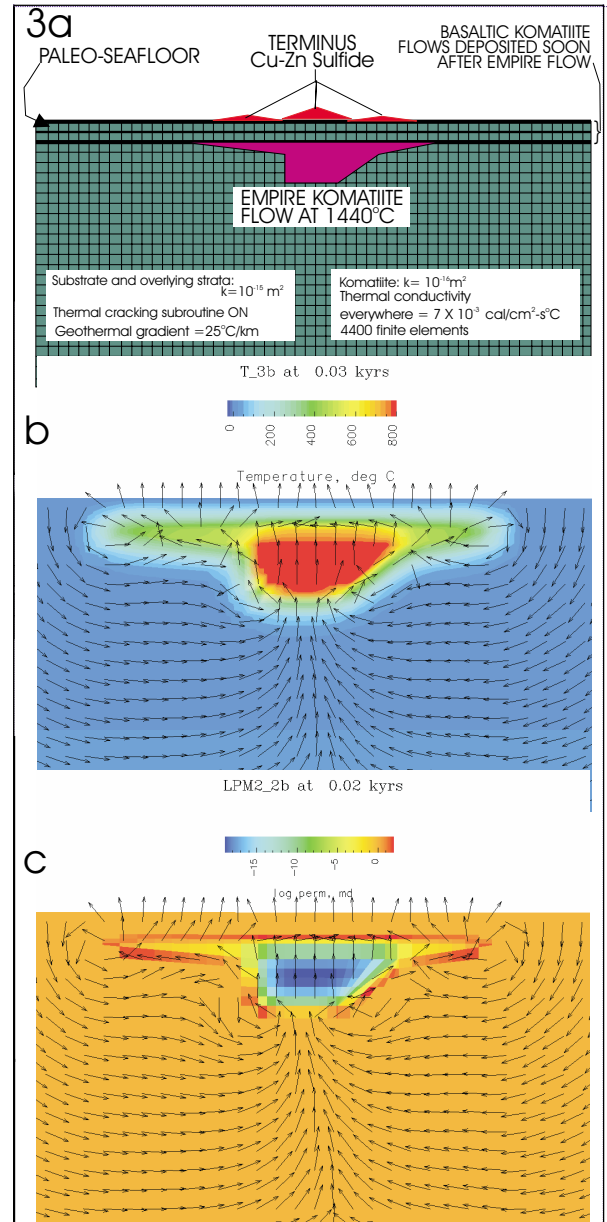 3a
BASALTIC KOMATIITE
FLOWS DEPOSITED SOON
AFTER EMPIRE FLOW
TERMINUS
Cu-Zn Sulfide
PALEO-SEAFLOOR
EMPIRE KOMATIITE
FLOW AT 1440°C
Substrate and overlying strata:
k=10⁻¹⁵ m²
Thermal cracking subroutine ON
Geothermal gradient =25°C/km
Komatiite: k= 10⁻¹⁶m²
Thermal conductivity
everywhere = 7 X 10⁻³ cal/cm²-s°C
4400 finite elements
T_3b at 0.03 kyrs
b
0 200 400 600 800
Temperature, deg C
LPM2_2b at 0.02 kyrs
c
-15 -10 -5 0
log perm, md